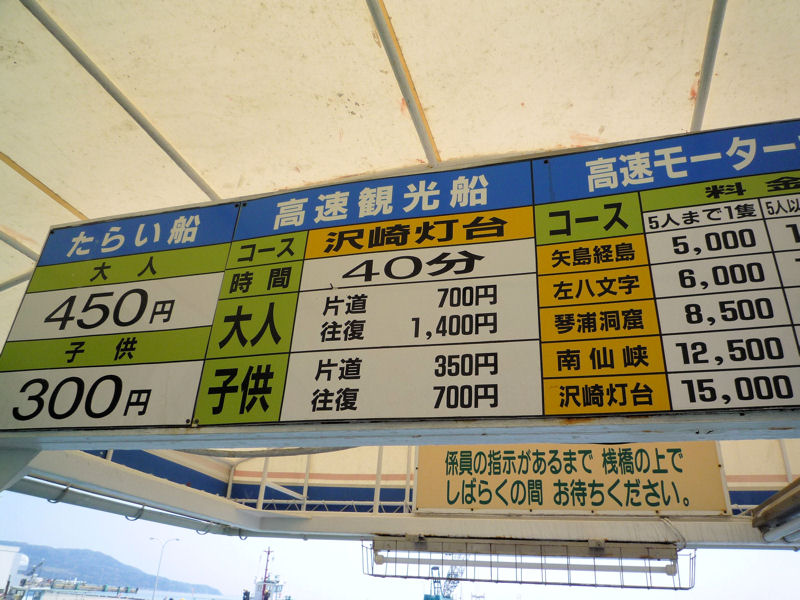 たらい船
大人
450円
子供
300円
高速観光船
コース 沢崎灯台
時間 40分
大人 片道 700円
往復 1,400円
子供 片道 350円
往復 700円
高速モーター
コース 料金
5人まで1隻 5人以
矢島経島 5,000
左八文字 6,000
琴浦洞窟 8,500
南仙峡 12,500
沢崎灯台 15,000
係員の指示があるまで 桟橋の上で
しばらくの間 お待ちください。